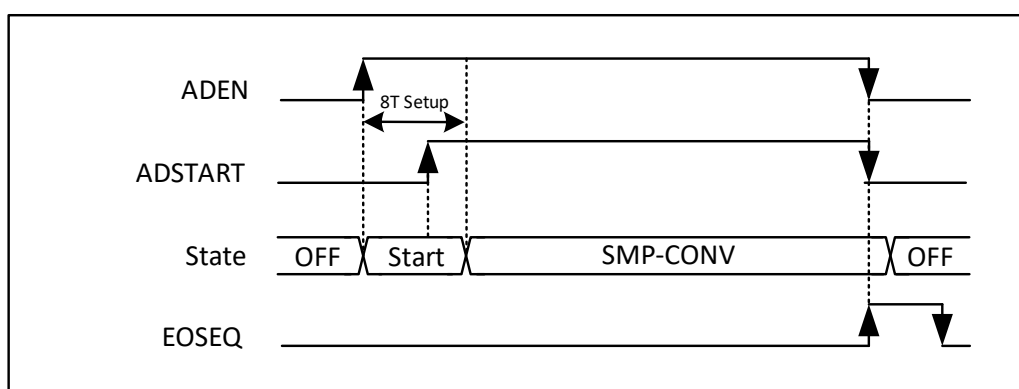 ADEN
8T Setup
ADSTART
State OFF Start SMP-CONV OFF
EOSEQ